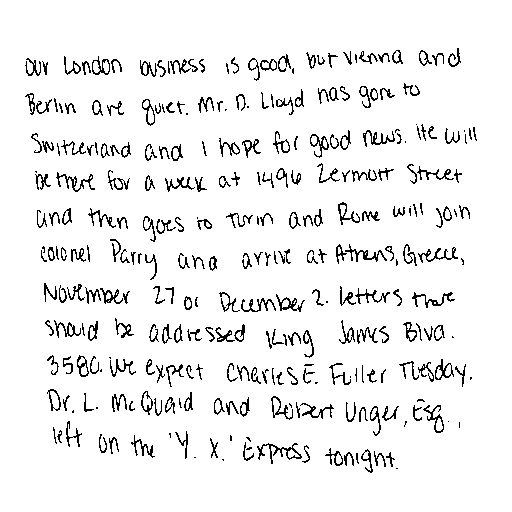 our London business is good, but vienna and
Berlin are quiet. Mr. D. Lloyd has gone to
Switzerland and I hope for good news. He will
be there for a week at 1496 Zermott Street
and then goes to Turin and Rome will join
colonel Parry and arrive at Athens, Greece,
November 27 or December 2. Letters there
should be addressed King James Blva.
3580. We expect Charles E. Fuller Tuesday.
Dr. L. McQuaid and Robert Unger, Esq.,
left on the 'Y. X.' Express tonight.